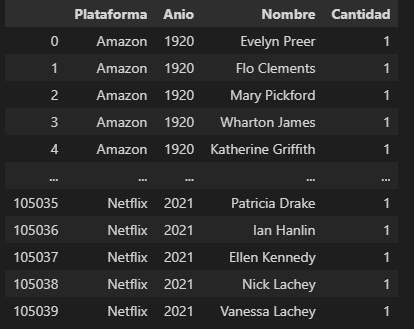 Plataforma Anio Nombre Cantidad
0 Amazon 1920 Evelyn Preer 1
1 Amazon 1920 Flo Clements 1
2 Amazon 1920 Mary Pickford 1
3 Amazon 1920 Wharton James 1
4 Amazon 1920 Katherine Griffith 1
... ... ... ... ...
105035 Netflix 2021 Patricia Drake 1
105036 Netflix 2021 Ian Hanlin 1
105037 Netflix 2021 Ellen Kennedy 1
105038 Netflix 2021 Nick Lachey 1
105039 Netflix 2021 Vanessa Lachey 1